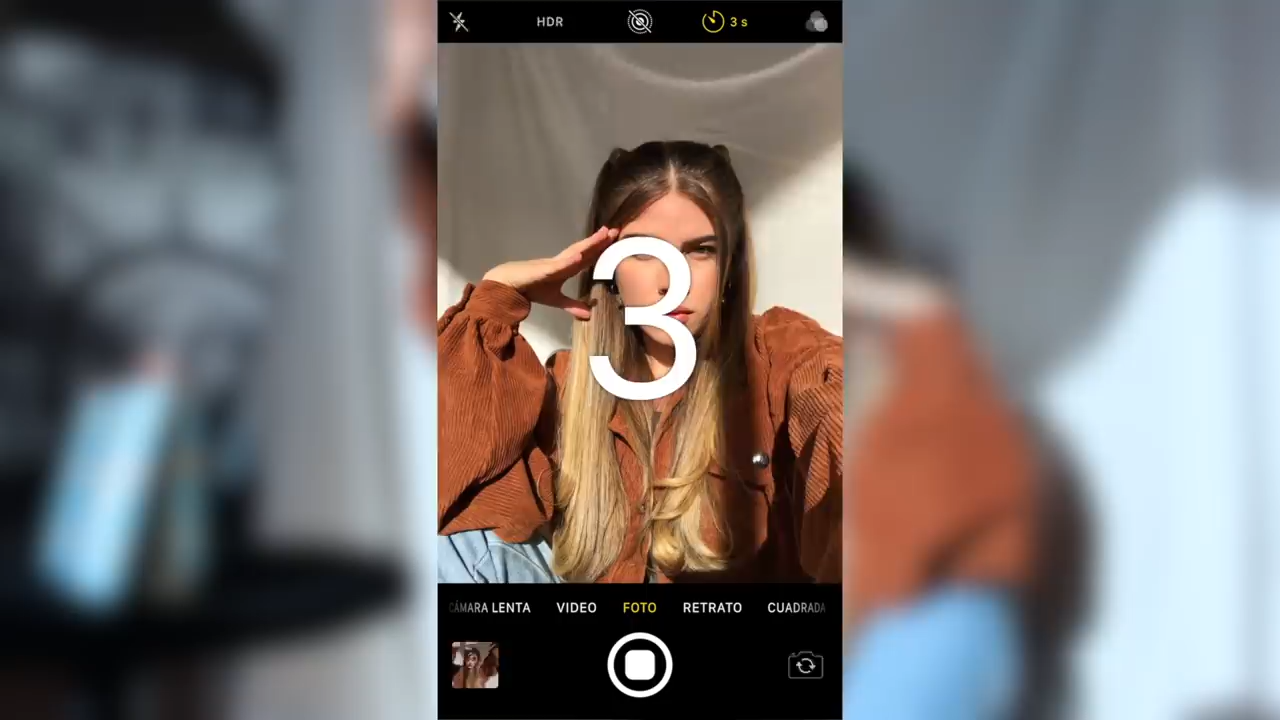 HDR
3 s
3
CÁMARA LENTA
VIDEO
FOTO
RETRATO
CUADRADA